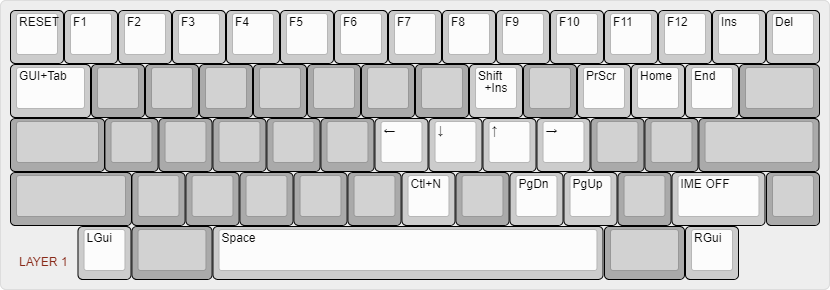 RESET F1 F2 F3 F4 F5 F6 F7 F8 F9 F10 F11 F12 Ins Del
GUI+Tab Shift PrScr Home End
+Ins
← ↓ ↑ →
Ctl+N PgDn PgUp IME OFF
LGui Space RGui
LAYER 1